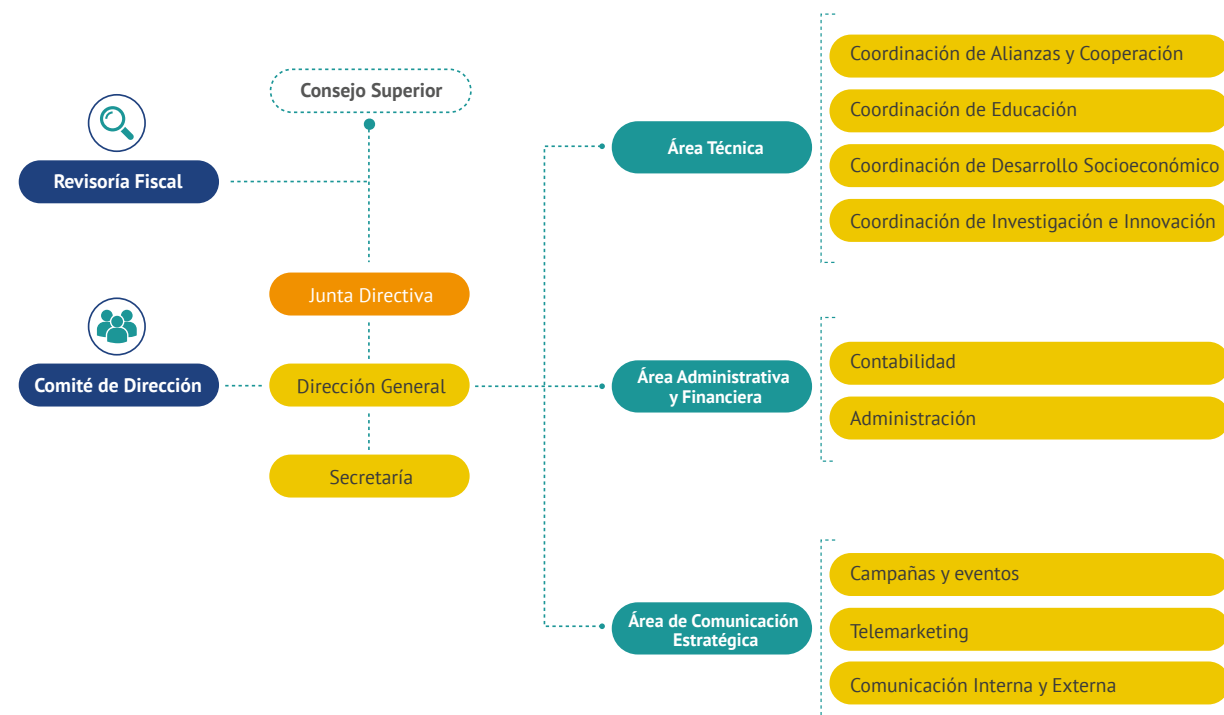 Consejo Superior
Revisoría Fiscal
Junta Directiva
Comité de Dirección
Dirección General
Secretaría
Área Técnica
Coordinación de Alianzas y Cooperación
Coordinación de Educación
Coordinación de Desarrollo Socioeconómico
Coordinación de Investigación e Innovación
Área Administrativa
y Financiera
Contabilidad
Administración
Área de Comunicación
Estratégica
Campañas y eventos
Telemarketing
Comunicación Interna y Externa